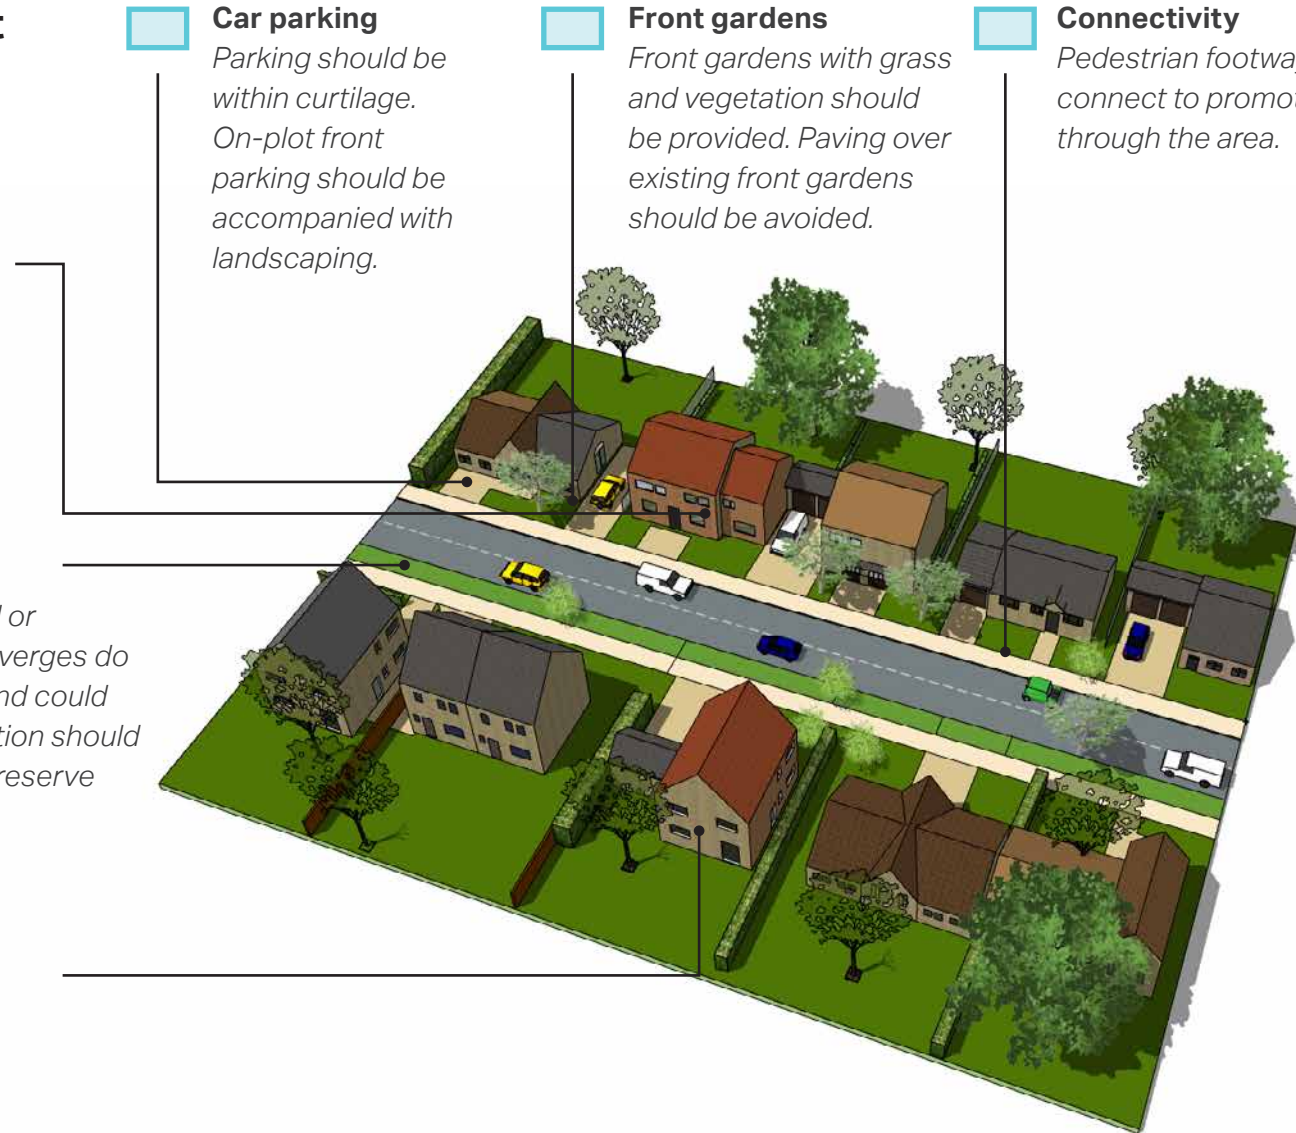 t
Car parking
Parking should be
within curtilage.
On-plot front
parking should be
accompanied with
landscaping.
Front gardens
Front gardens with grass
and vegetation should
be provided. Paving over
existing front gardens
should be avoided.
Connectivity
Pedestrian footwa
connect to promot
through the area.
or
verges do
nd could
tion should
reserve